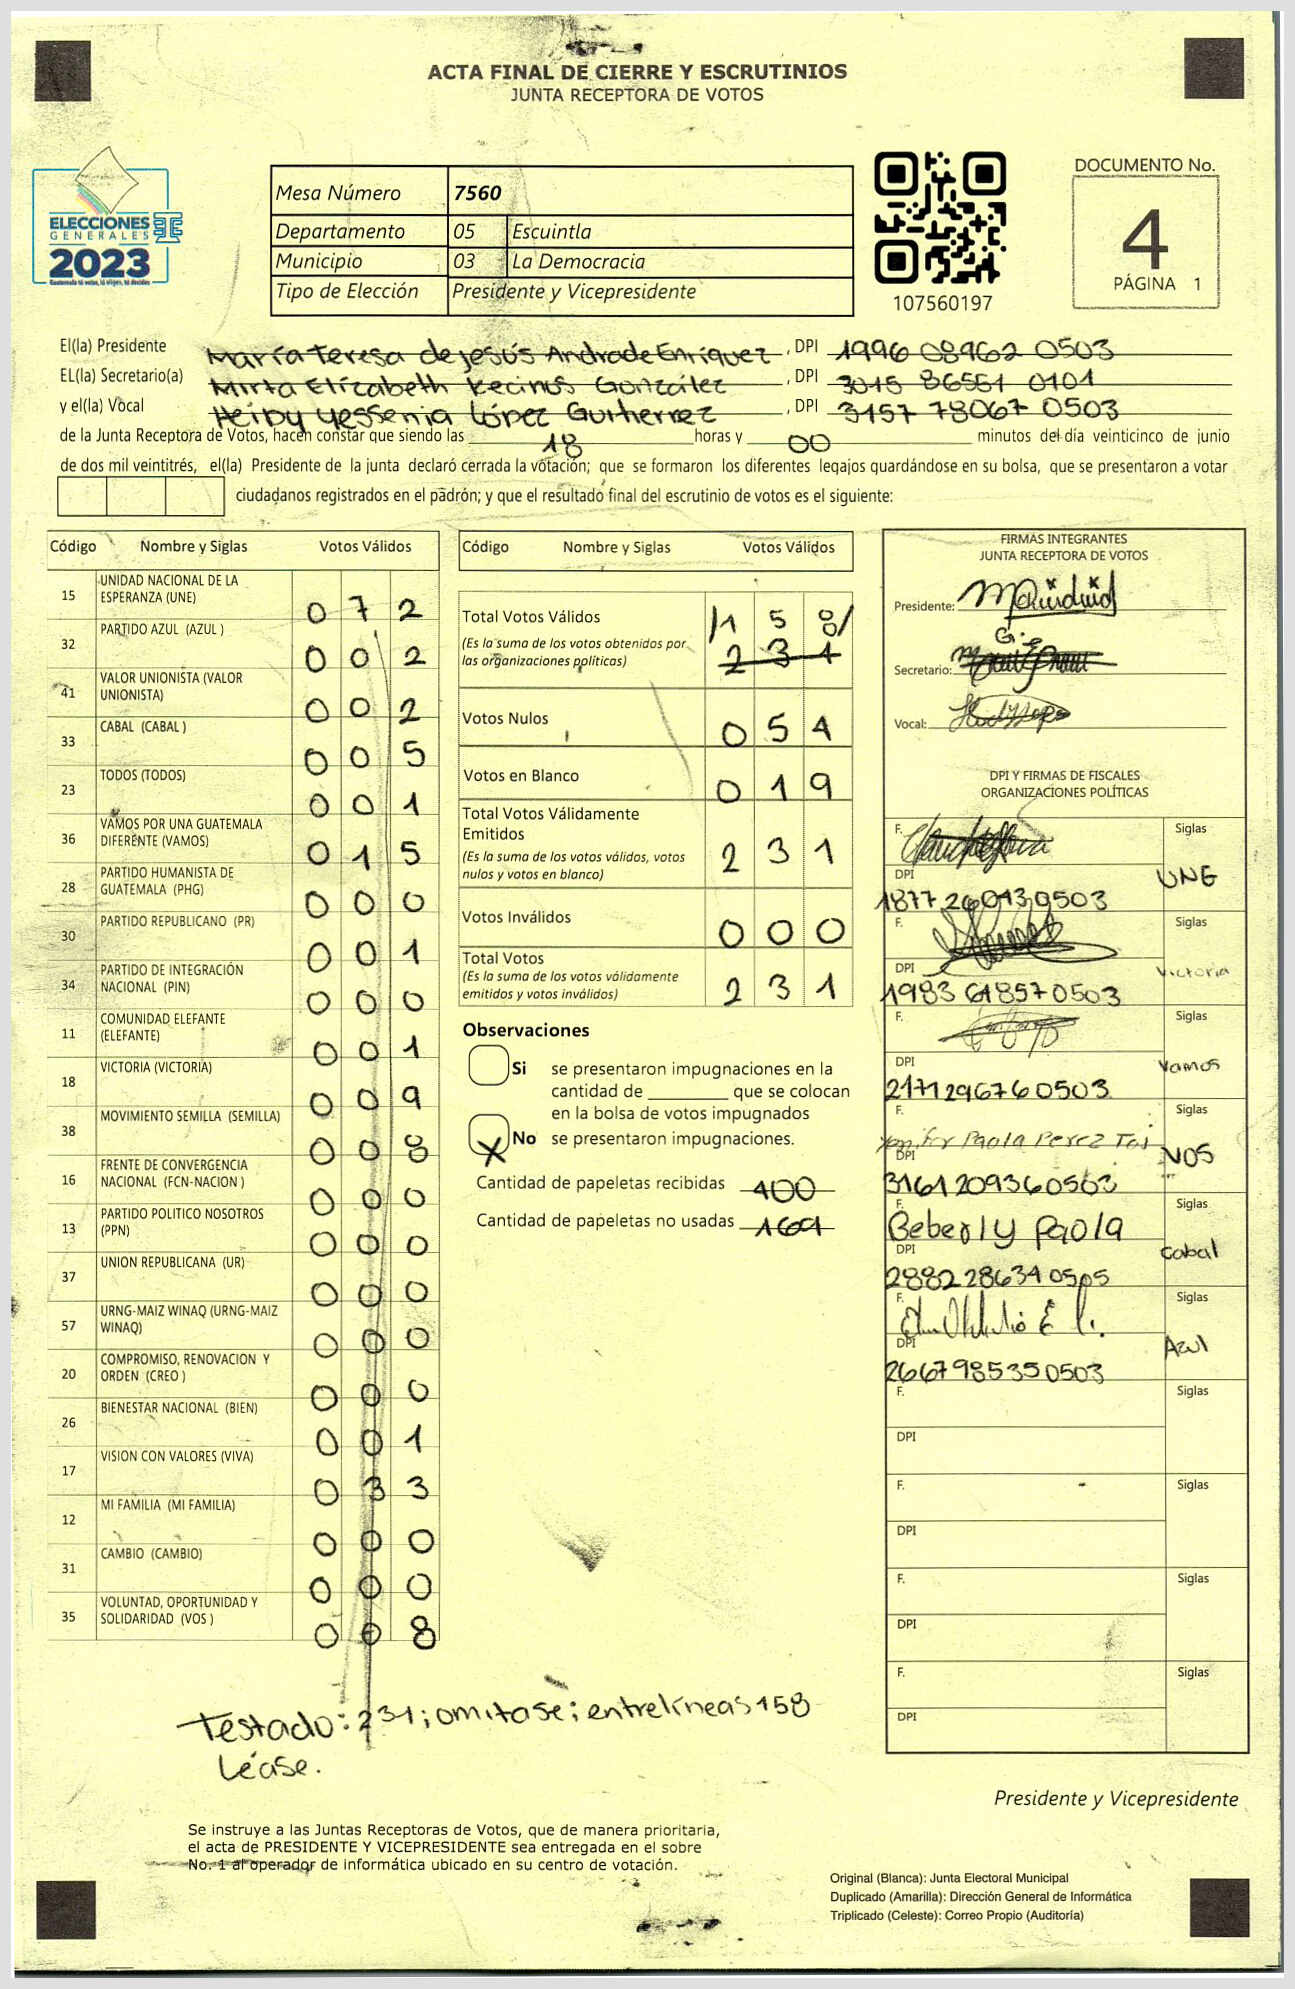 ACTA FINAL DE CIERRE Y ESCRUTINIOS
JUNTA RECEPTORA DE VOTOS
ELECCIONES
GENERALES
2023
Guatemala tú votas, tú eliges, tú decides
Mesa Número 7560
Departamento 05 Escuintla
Municipio 03 La Democracia
Tipo de Elección Presidente y Vicepresidente
107560197
DOCUMENTO No.
4
PÁGINA 1
El(la) Presidente María Teresa de Jesús Andrade Enríquez , DPI 1996 08962 0503
EL(la) Secretario(a) Mirta Elizabeth Recinos González , DPI 3015 86551 0101
y el(la) Vocal Heiby Yessenia López Gutierrez , DPI 3157 78067 0503
de la Junta Receptora de Votos, hacen constar que siendo las 18 horas y 00 minutos del día veinticinco de junio
de dos mil veintitrés, el(la) Presidente de la junta declaró cerrada la votación; que se formaron los diferentes legajos guardándose en su bolsa, que se presentaron a votar
ciudadanos registrados en el padrón; y que el resultado final del escrutinio de votos es el siguiente:
Código Nombre y Siglas Votos Válidos
15 UNIDAD NACIONAL DE LA ESPERANZA (UNE) 0 7 2
32 PARTIDO AZUL (AZUL ) 0 0 2
41 VALOR UNIONISTA (VALOR UNIONISTA) 0 0 2
33 CABAL (CABAL ) 0 0 5
23 TODOS (TODOS) 0 0 1
36 VAMOS POR UNA GUATEMALA DIFERENTE (VAMOS) 0 1 5
28 PARTIDO HUMANISTA DE GUATEMALA (PHG) 0 0 0
30 PARTIDO REPUBLICANO (PR) 0 0 1
34 PARTIDO DE INTEGRACIÓN NACIONAL (PIN) 0 0 0
11 COMUNIDAD ELEFANTE (ELEFANTE) 0 0 1
18 VICTORIA (VICTORIA) 0 0 9
38 MOVIMIENTO SEMILLA (SEMILLA) 0 0 8
16 FRENTE DE CONVERGENCIA NACIONAL (FCN-NACION ) 0 0 0
13 PARTIDO POLITICO NOSOTROS (PPN) 0 0 0
37 UNION REPUBLICANA (UR) 0 0 0
57 URNG-MAIZ WINAQ (URNG-MAIZ WINAQ) 0 0 0
20 COMPROMISO, RENOVACION Y ORDEN (CREO ) 0 0 0
26 BIENESTAR NACIONAL (BIEN) 0 0 1
17 VISION CON VALORES (VIVA) 0 3 3
12 MI FAMILIA (MI FAMILIA) 0 0 0
31 CAMBIO (CAMBIO) 0 0 0
35 VOLUNTAD, OPORTUNIDAD Y SOLIDARIDAD (VOS ) 0 0 8
Código Nombre y Siglas Votos Válidos
Total Votos Válidos /1 5 8/
(Es la suma de los votos obtenidos por
las organizaciones políticas) 2 3 1
Votos Nulos 0 5 4
Votos en Blanco 0 1 9
Total Votos Válidamente
Emitidos
(Es la suma de los votos válidos, votos
nulos y votos en blanco) 2 3 1
Votos Inválidos 0 0 0
Total Votos
(Es la suma de los votos válidamente
emitidos y votos inválidos) 2 3 1
Observaciones
Si se presentaron impugnaciones en la
cantidad de ________ que se colocan
en la bolsa de votos impugnados
X No se presentaron impugnaciones.
Cantidad de papeletas recibidas 400
Cantidad de papeletas no usadas 169
FIRMAS INTEGRANTES
JUNTA RECEPTORA DE VOTOS
Presidente:
Secretario:
Vocal:
DPI Y FIRMAS DE FISCALES
ORGANIZACIONES POLÍTICAS
F. Siglas
DPI UNE
1877 26013 0503
F. Siglas
DPI Victoria
1983 61857 0503
F. Siglas
DPI Vamos
2171 29676 0503
F. Siglas
Yenifer Paola Perez
DPI VOS
3161 20936 0503
F. Siglas
Beberly Paola
DPI Cabal
2882 28634 0505
F. Siglas
DPI Azul
2667 98535 0503
F. Siglas
DPI
F. Siglas
DPI
F. Siglas
DPI
F. Siglas
DPI
Testado: 231; omitase; entrelíneas 158
Léase.
Presidente y Vicepresidente
Se instruye a las Juntas Receptoras de Votos, que de manera prioritaria,
el acta de PRESIDENTE Y VICEPRESIDENTE sea entregada en el sobre
No. 1 al operador de informática ubicado en su centro de votación.
Original (Blanca): Junta Electoral Municipal
Duplicado (Amarilla): Dirección General de Informática
Triplicado (Celeste): Correo Propio (Auditoría)